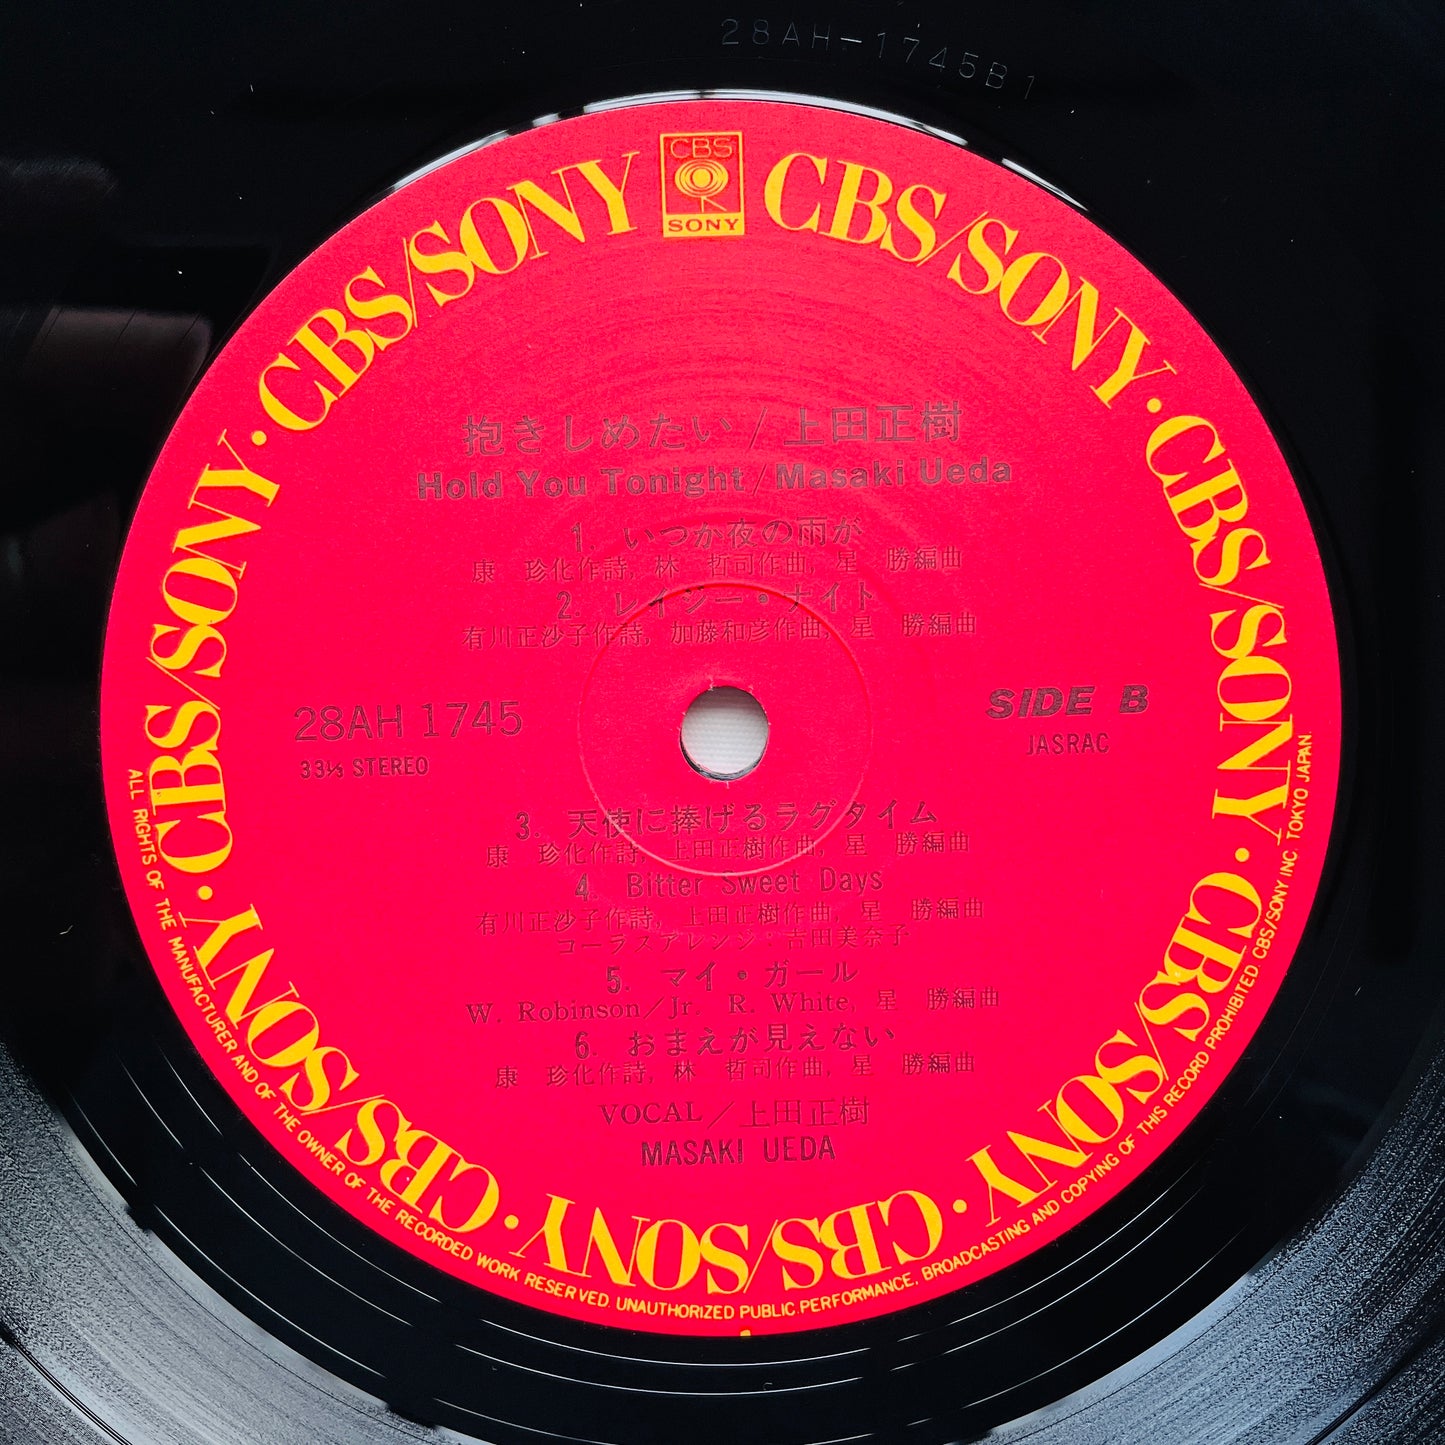 28AH-1745B1
CBS
SONY
CBS/SONY · CBS/SONY · CBS/SONY · CBS/SONY · CBS/SONY · CBS/SONY · CBS/SONY · CBS/SONY
抱きしめたい/上田正樹
Hold You Tonight/Masaki Ueda
1. いつか夜の雨が
康 珍化作詩, 林 哲司作曲, 星 勝編曲
2. レイジー・ナイト
有川正沙子作詩, 加藤和彦作曲, 星 勝編曲
28AH 1745
33⅓ STEREO
SIDE B
JASRAC
3. 天使に捧げるラグタイム
康 珍化作詩, 上田正樹作曲, 星 勝編曲
4. Bitter Sweet Days
有川正沙子作詩, 上田正樹作曲, 星 勝編曲
コーラスアレンジ・吉田美奈子
5. マイ・ガール
W. Robinson/Jr. R. White, 星 勝編曲
6. おまえが見えない
康 珍化作詩, 林 哲司作曲, 星 勝編曲
VOCAL/上田正樹
MASAKI UEDA
ALL RIGHTS OF THE MANUFACTURER AND OF THE OWNER OF THE RECORDED WORK RESERVED. UNAUTHORIZED PUBLIC PERFORMANCE, BROADCASTING AND COPYING OF THIS RECORD PROHIBITED CBS/SONY INC. TOKYO JAPAN